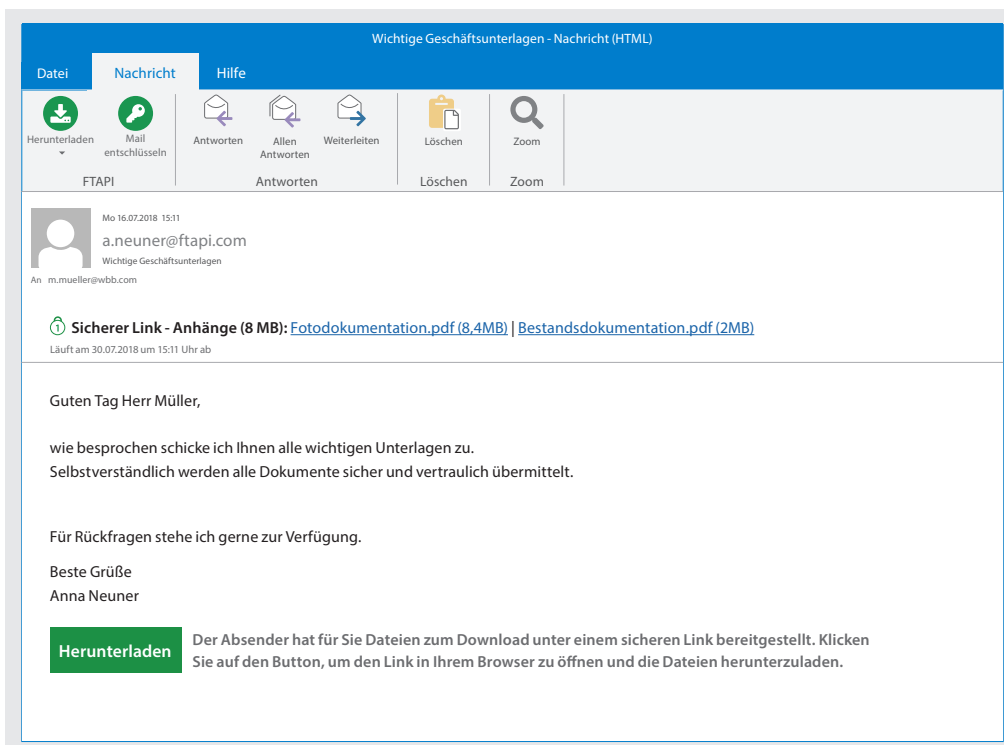 Wichtige Geschäftsunterlagen - Nachricht (HTML)
Datei Nachricht Hilfe
Herunterladen Mail entschlüsseln Antworten Allen Antworten Weiterleiten Löschen Zoom
FTAPI Antworten Löschen Zoom
Mo 16.07.2018 15:11
a.neuner@ftapi.com
Wichtige Geschäftsunterlagen
An m.mueller@wbb.com
1 Sicherer Link - Anhänge (8 MB): Fotodokumentation.pdf (8,4MB) | Bestandsdokumentation.pdf (2MB)
Läuft am 30.07.2018 um 15:11 Uhr ab
Guten Tag Herr Müller,
wie besprochen schicke ich Ihnen alle wichtigen Unterlagen zu.
Selbstverständlich werden alle Dokumente sicher und vertraulich übermittelt.
Für Rückfragen stehe ich gerne zur Verfügung.
Beste Grüße
Anna Neuner
Herunterladen
Der Absender hat für Sie Dateien zum Download unter einem sicheren Link bereitgestellt. Klicken
Sie auf den Button, um den Link in Ihrem Browser zu öffnen und die Dateien herunterzuladen.